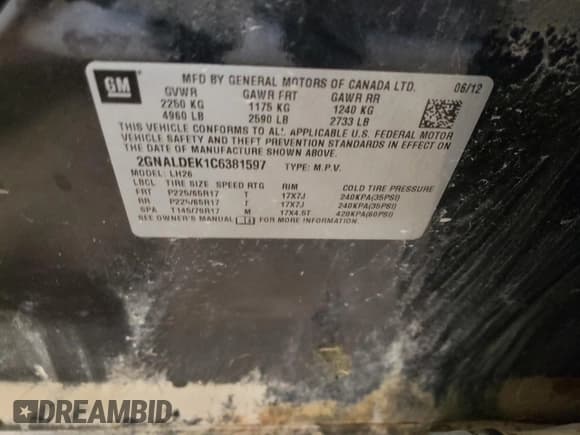 GM
MFD BY GENERAL MOTORS OF CANADA LTD. 06/12
GVWR GAWR FRT GAWR RR
2250 KG 1175 KG 1240 KG
4960 LB 2590 LB 2733 LB
THIS VEHICLE CONFORMS TO ALL APPLICABLE U.S. FEDERAL MOTOR
VEHICLE SAFETY AND THEFT PREVENTION STANDARDS IN EFFECT ON
THE DATE OF MANUFACTURE SHOWN ABOVE.
2GNALDEK1C6381597 TYPE: M.P.V.
MODEL: LH26
LBCL TIRE SIZE SPEED RTG RIM COLD TIRE PRESSURE
FRT P225/65R17 T 17X7J 240KPA(35PSI)
RR P225/65R17 T 17X7J 240KPA(35PSI)
SPA T145/70R17 M 17X4.5T 420KPA(60PSI)
SEE OWNER'S MANUAL FOR MORE INFORMATION.
DREAMBID